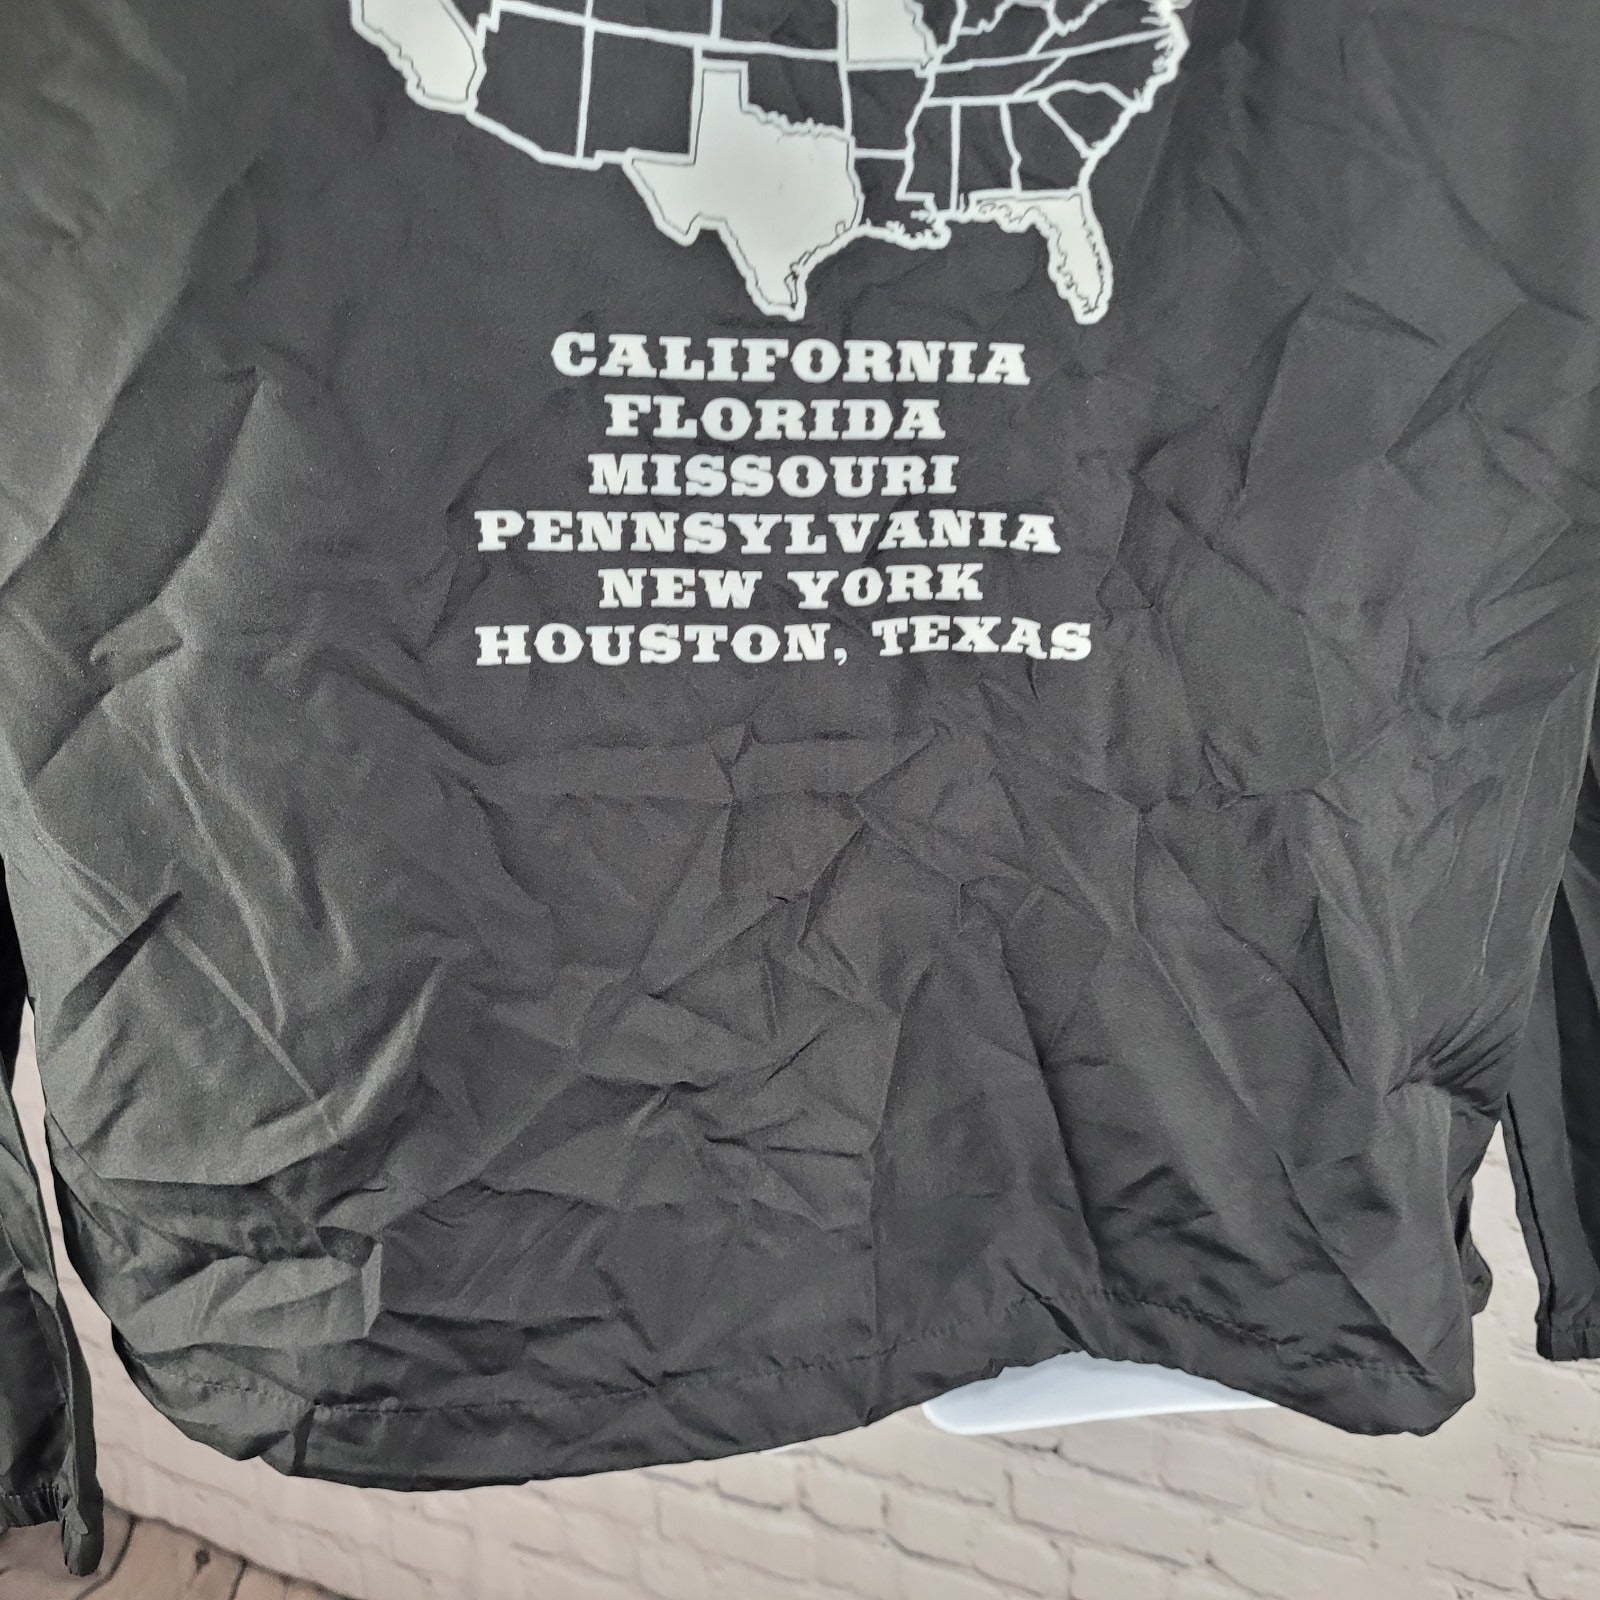 CALIFORNIA
FLORIDA
MISSOURI
PENNSYLVANIA
NEW YORK
HOUSTON, TEXAS